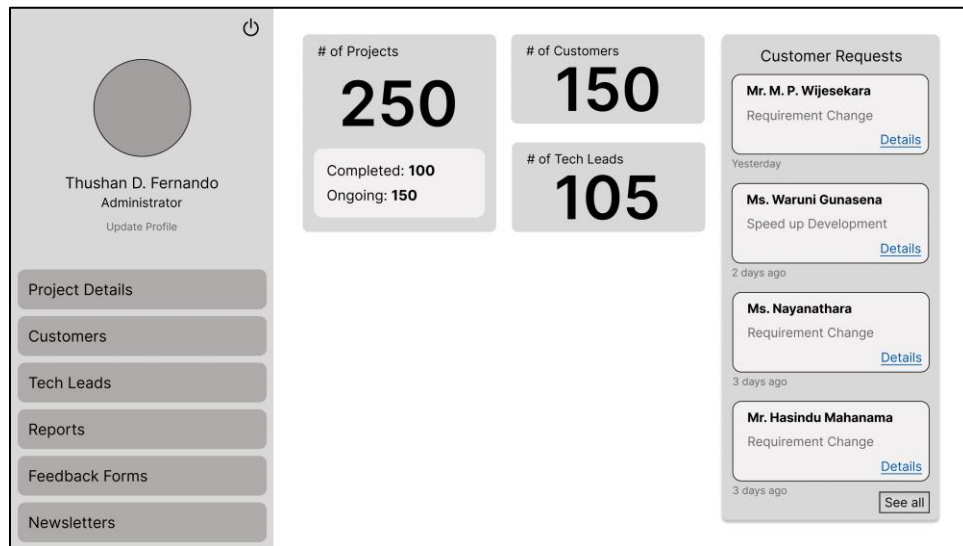 Thushan D. Fernando
Administrator
Update Profile
Project Details
Customers
Tech Leads
Reports
Feedback Forms
Newsletters
# of Projects
250
Completed: 100
Ongoing: 150
# of Customers
150
# of Tech Leads
105
Customer Requests
Mr. M. P. Wijesekara
Requirement Change
Details
Yesterday
Ms. Waruni Gunasena
Speed up Development
Details
2 days ago
Ms. Nayanathara
Requirement Change
Details
3 days ago
Mr. Hasindu Mahanama
Requirement Change
Details
3 days ago
See all